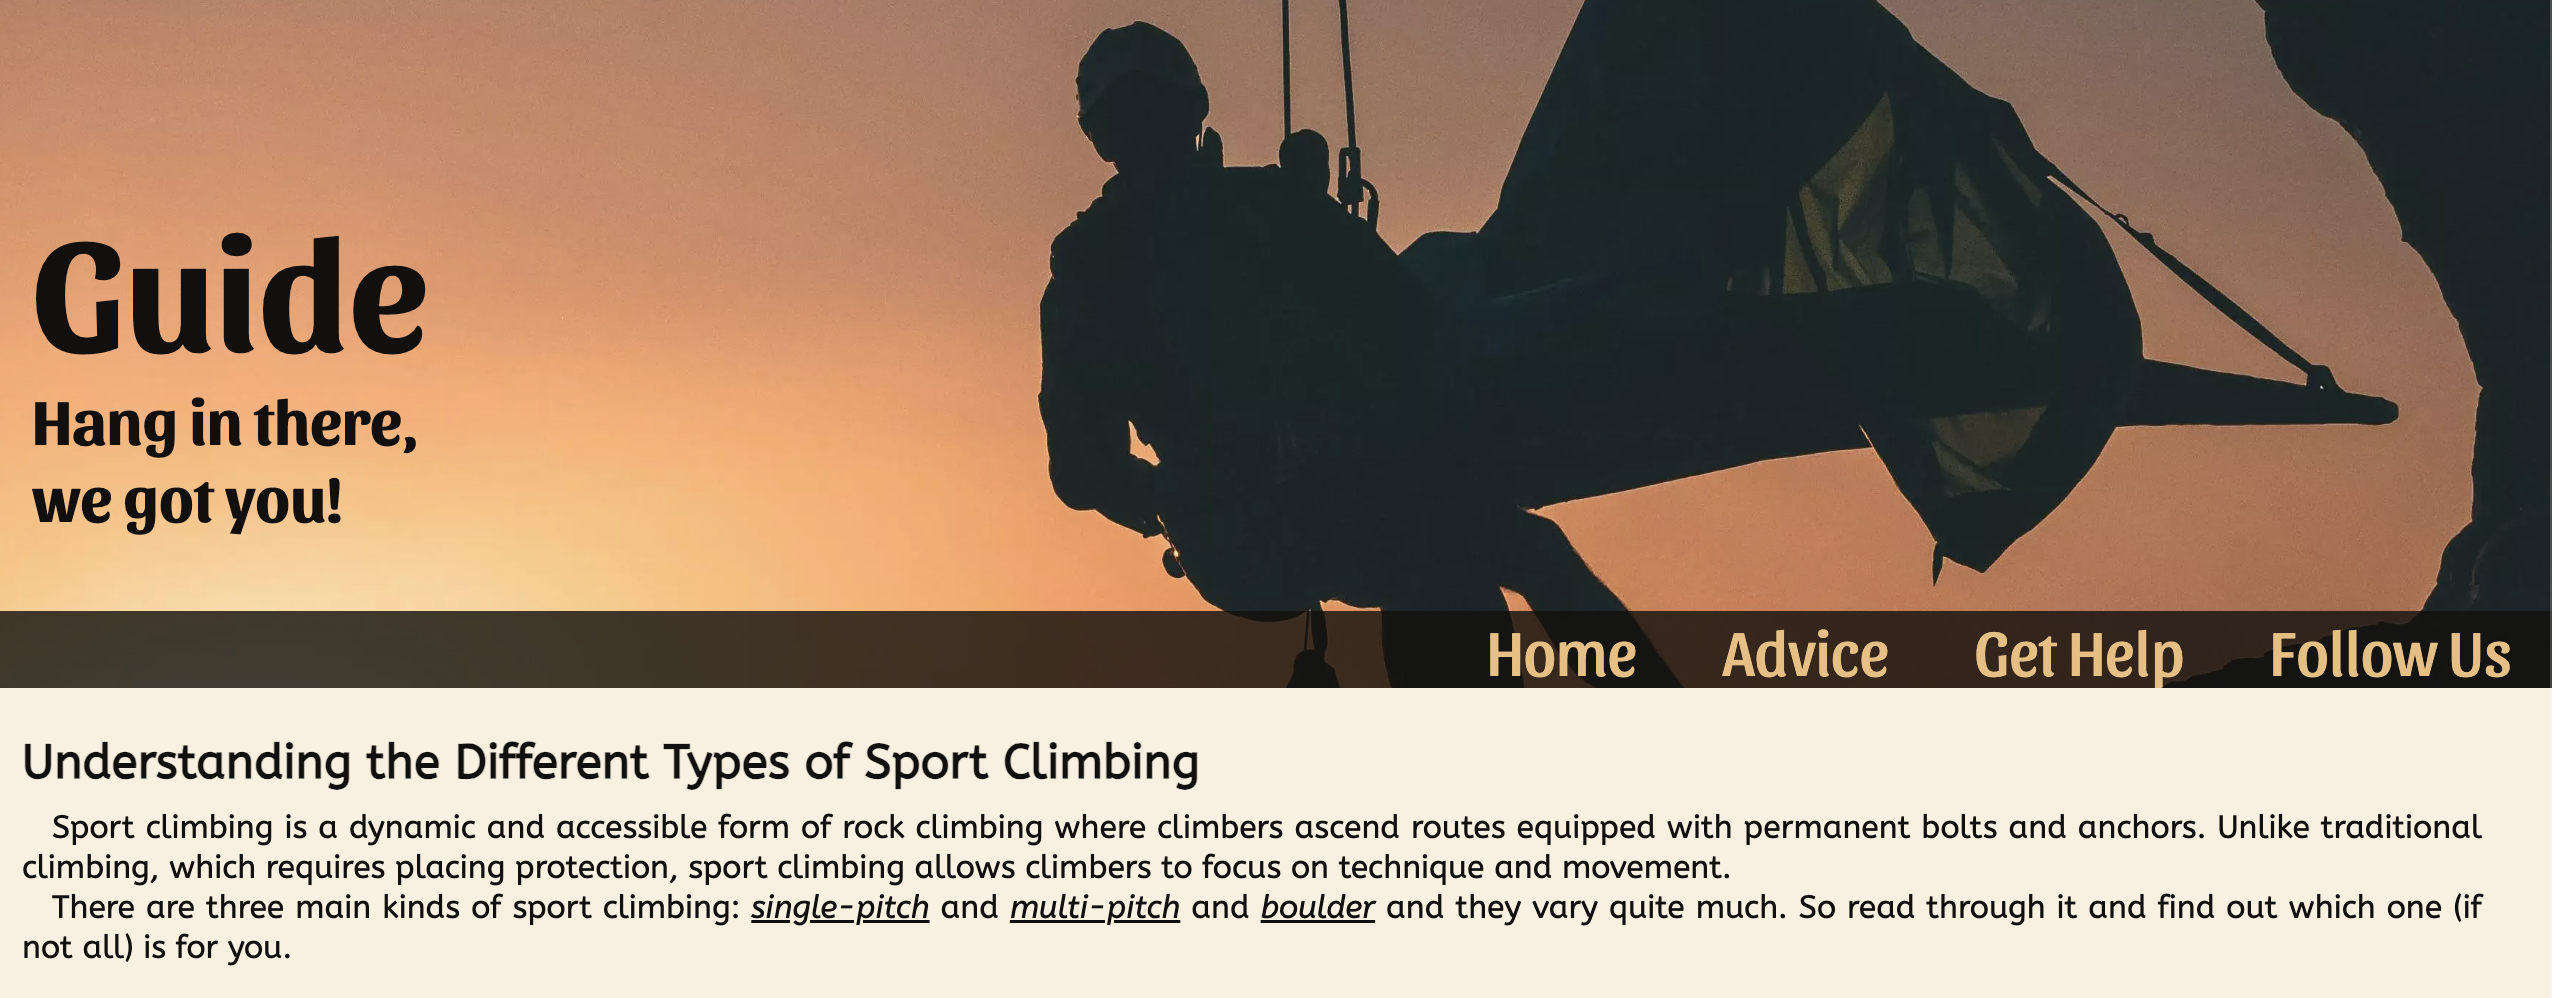 Guide
Hang in there,
we got you!
Home Advice Get Help Follow Us
Understanding the Different Types of Sport Climbing
Sport climbing is a dynamic and accessible form of rock climbing where climbers ascend routes equipped with permanent bolts and anchors. Unlike traditional
climbing, which requires placing protection, sport climbing allows climbers to focus on technique and movement.
There are three main kinds of sport climbing: single-pitch and multi-pitch and boulder and they vary quite much. So read through it and find out which one (if
not all) is for you.